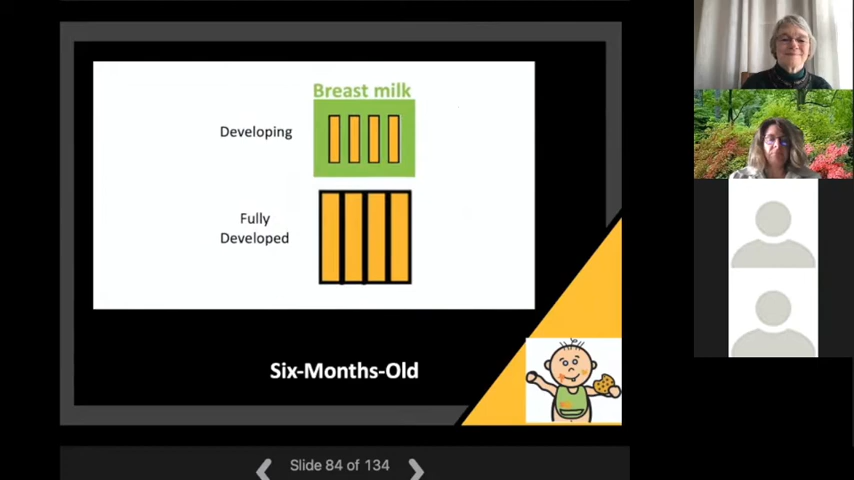 Breast milk
Developing
Fully
Developed
Six-Months-Old
Slide 84 of 134